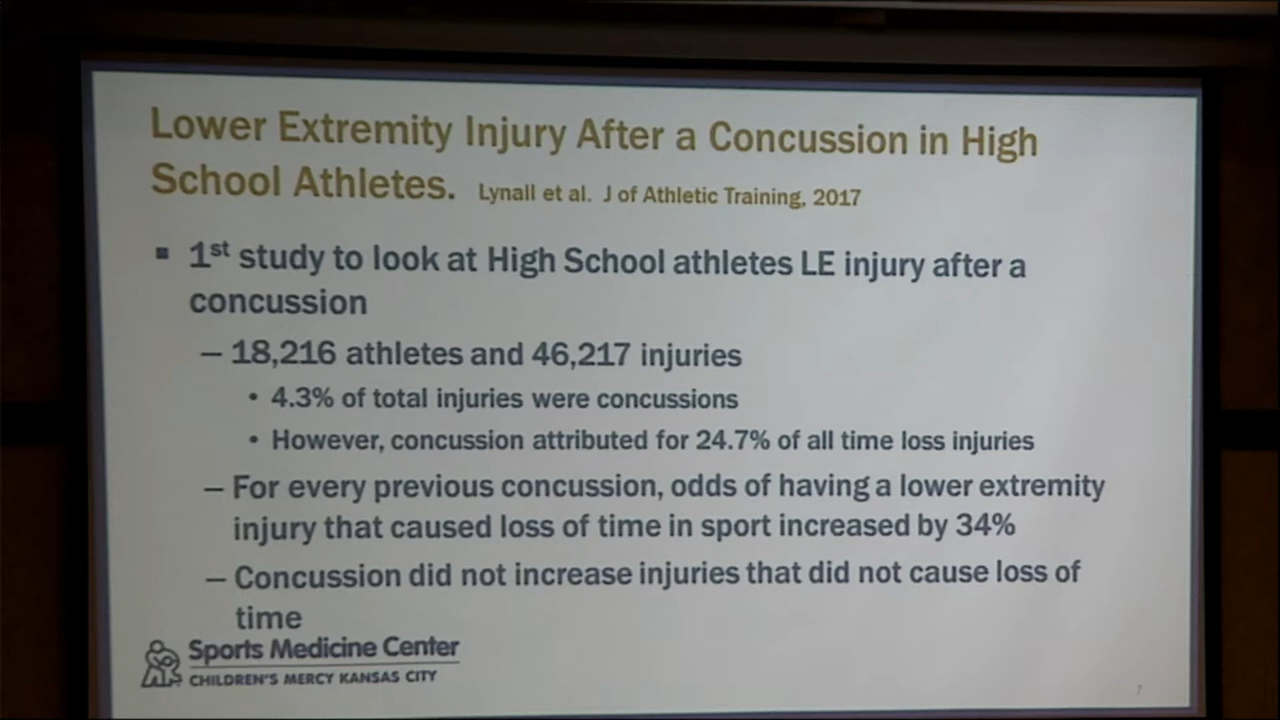 Lower Extremity Injury After a Concussion in High
School Athletes. Lynall et al. J of Athletic Training, 2017
▪ 1st study to look at High School athletes LE injury after a
concussion
– 18,216 athletes and 46,217 injuries
• 4.3% of total injuries were concussions
• However, concussion attributed for 24.7% of all time loss injuries
– For every previous concussion, odds of having a lower extremity
injury that caused loss of time in sport increased by 34%
– Concussion did not increase injuries that did not cause loss of
time
Sports Medicine Center
CHILDREN'S MERCY KANSAS CITY
7